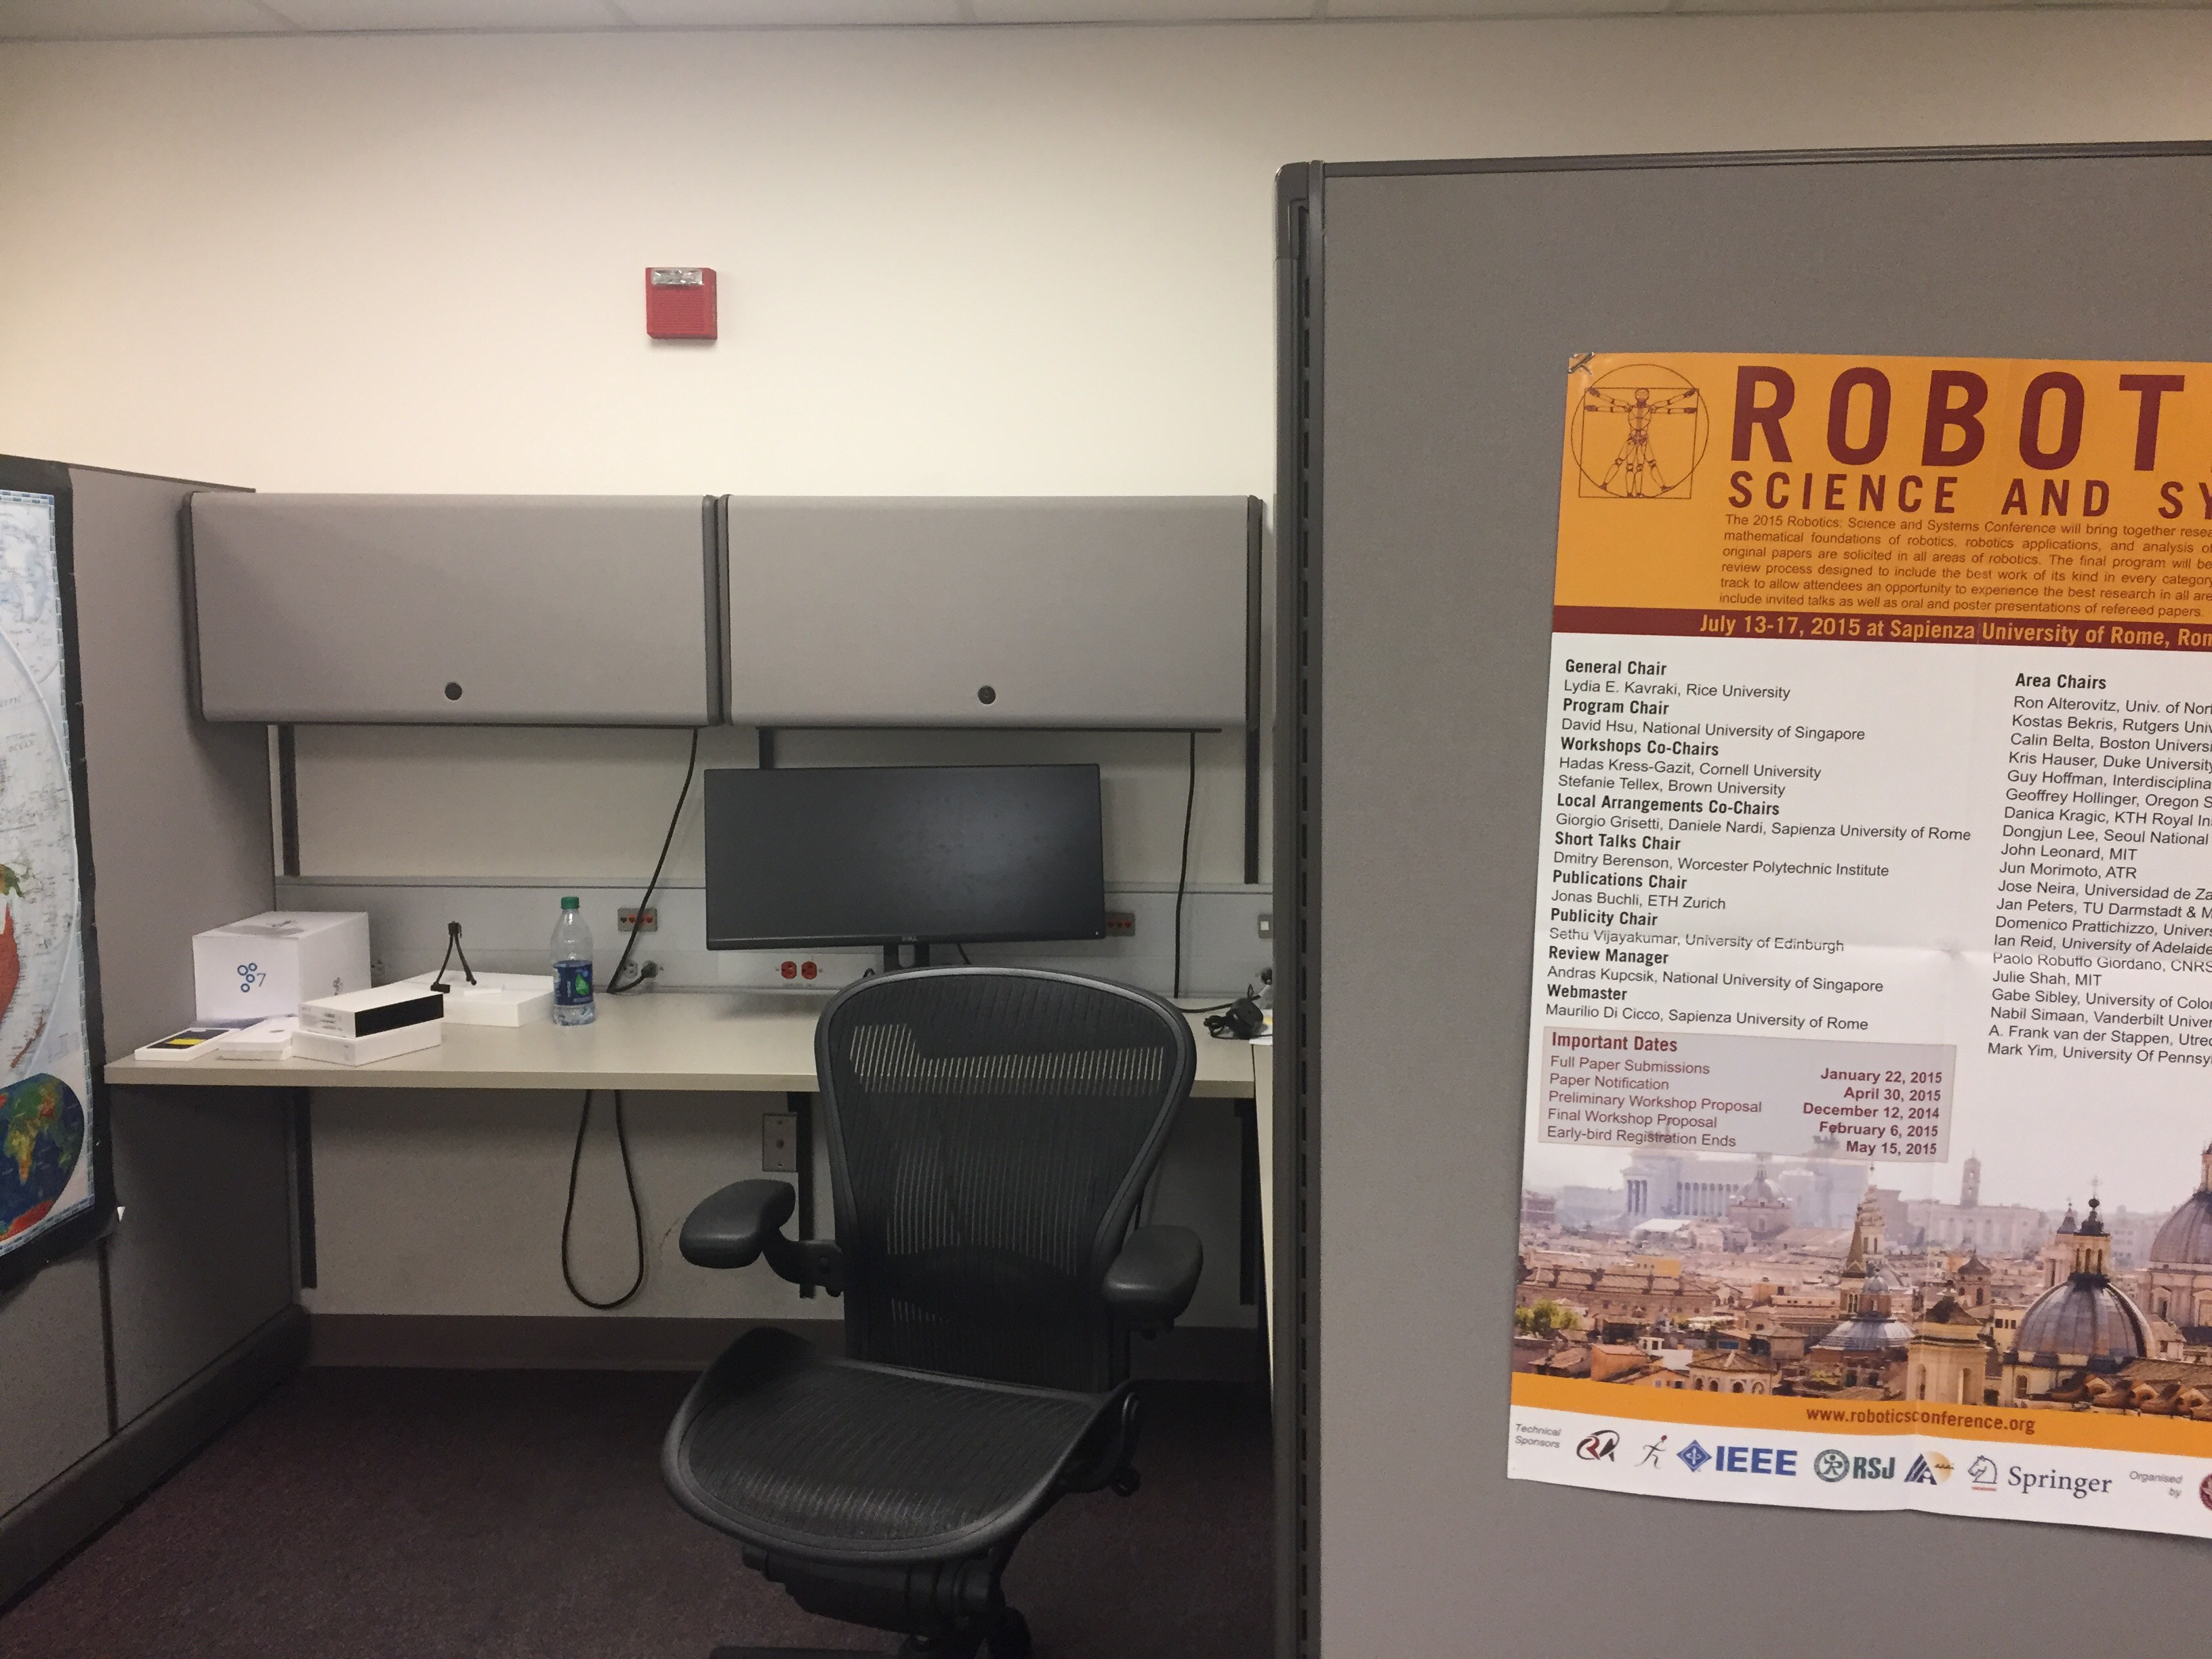 ROBOT
SCIENCE AND SY
The 2015 Robotics: Science and Systems Conference will bring together
mathematical foundations of robotics, robotics applications, and analysis of
original papers are solicited in all areas of robotics. The final program will be
review process designed to include the best work of its kind in every category
track to allow attendees an opportunity to experience the best research in all
include invited talks as well as oral and poster presentations of refereed papers.
July 13-17, 2015 at Sapienza University of Rome, Rom
General Chair
Lydia E. Kavraki, Rice University
Program Chair
David Hsu, National University of Singapore
Workshops Co-Chairs
Hadas Kress-Gazit, Cornell University
Stefanie Tellex, Brown University
Local Arrangements Co-Chairs
Giorgio Grisetti, Daniele Nardi, Sapienza University of Rome
Short Talks Chair
Dmitry Berenson, Worcester Polytechnic Institute
Publications Chair
Jonas Buchli, ETH Zurich
Publicity Chair
Sethu Vijayakumar, University of Edinburgh
Review Manager
Andras Kupcsik, National University of Singapore
Webmaster
Maurilio Di Cicco, Sapienza University of Rome
Area Chairs
Ron Alterovitz, Univ. of Nor
Kostas Bekris, Rutgers Univ
Calin Belta, Boston Universi
Kris Hauser, Duke University
Guy Hoffman, Interdisciplina
Geoffrey Hollinger, Oregon S
Danica Kragic, KTH Royal In
Dongjun Lee, Seoul National
John Leonard, MIT
Jun Morimoto, ATR
Jose Neira, Universidad de Za
Jan Peters, TU Darmstadt & M
Domenico Prattichizzo, Univers
Ian Reid, University of Adelaide
Paolo Robuffo Giordano, CNRS
Julie Shah, MIT
Gabe Sibley, University of Colo
Nabil Simaan, Vanderbilt Univer
A. Frank van der Stappen, Utrec
Mark Yim, University Of Pennsy
Important Dates
Full Paper Submissions January 22, 2015
Paper Notification April 30, 2015
Preliminary Workshop Proposal December 12, 2014
Final Workshop Proposal February 6, 2015
Early-bird Registration Ends May 15, 2015
www.roboticsconference.org
Technical
Sponsors
IEEE
RSJ
Springer
Organised
by
7
DELL